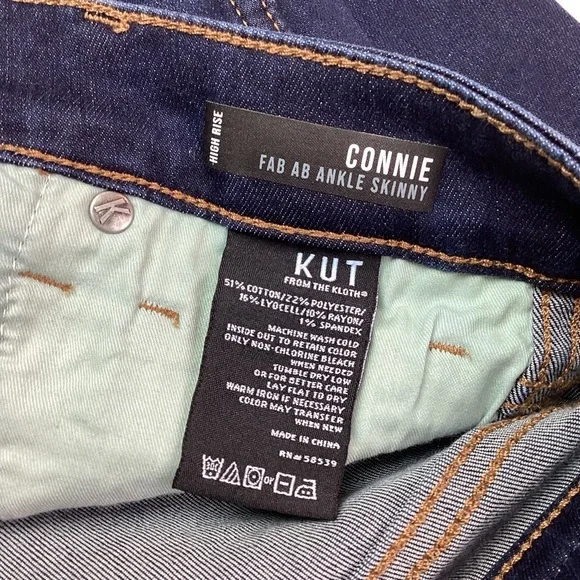 HIGH RISE
CONNIE
FAB AB ANKLE SKINNY
K
KUT
FROM THE KLOTH®
51% COTTON/22% POLYESTER/
16% LYOCELL/10% RAYON/
1% SPANDEX
MACHINE WASH COLD
INSIDE OUT TO RETAIN COLOR
ONLY NON-CHLORINE BLEACH
WHEN NEEDED
TUMBLE DRY LOW
OR FOR BETTER CARE
LAY FLAT TO DRY
WARM IRON IF NECESSARY
COLOR MAY TRANSFER
WHEN NEW
MADE IN CHINA
RN# 58539
or